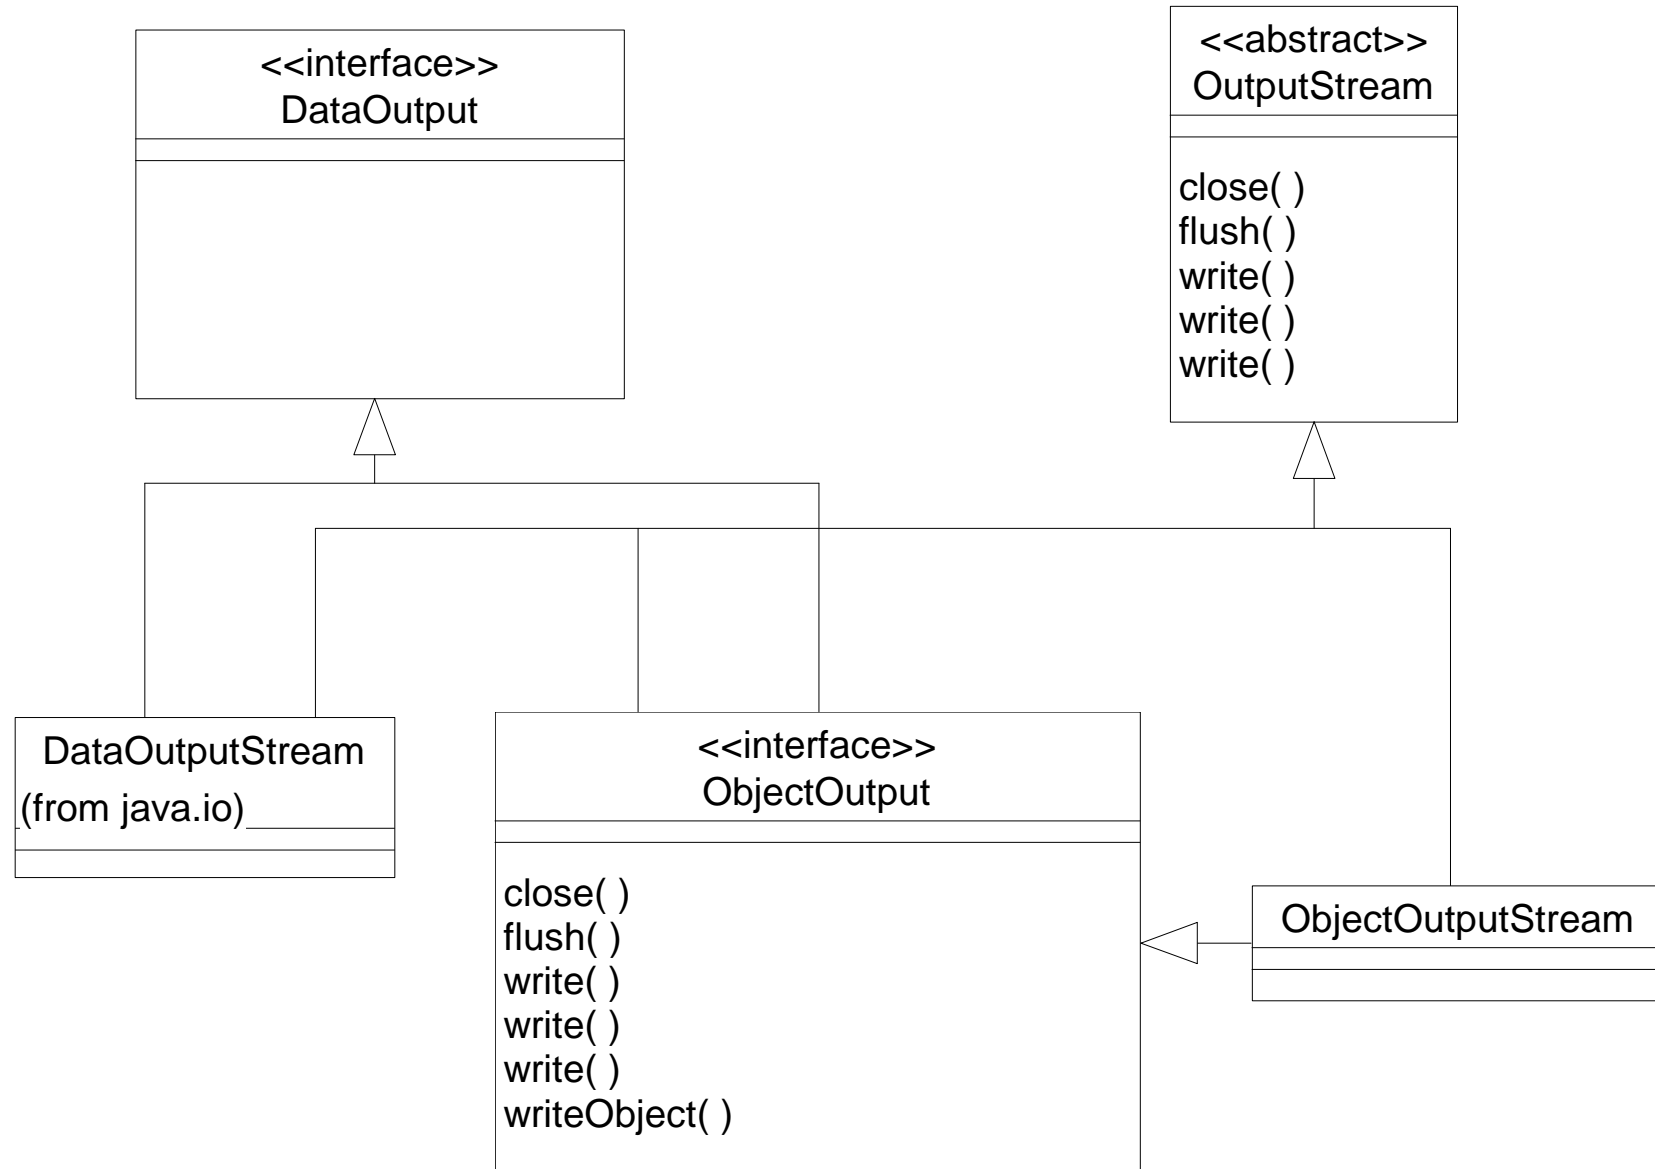 <<interface>>
DataOutput
<<abstract>>
OutputStream
close( )
flush( )
write( )
write( )
write( )
DataOutputStream
(from java.io)
<<interface>>
ObjectOutput
close( )
flush( )
write( )
write( )
write( )
writeObject( )
ObjectOutputStream